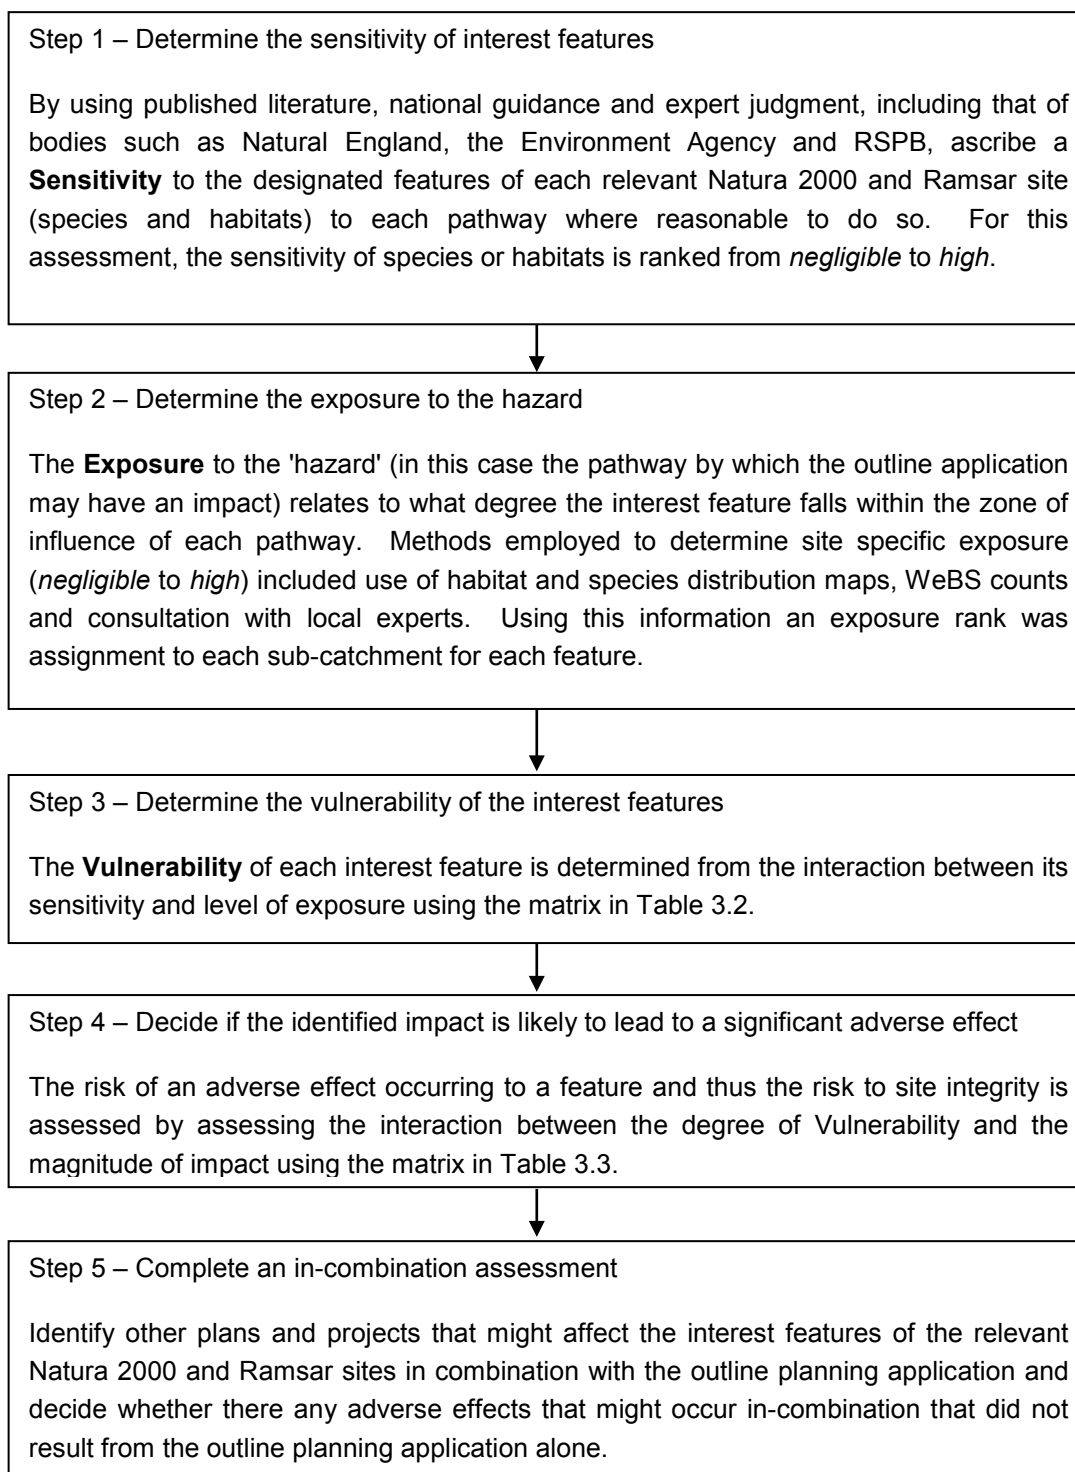 Step 1 – Determine the sensitivity of interest features
By using published literature, national guidance and expert judgment, including that of
bodies such as Natural England, the Environment Agency and RSPB, ascribe a
Sensitivity to the designated features of each relevant Natura 2000 and Ramsar site
(species and habitats) to each pathway where reasonable to do so. For this
assessment, the sensitivity of species or habitats is ranked from negligible to high.
Step 2 – Determine the exposure to the hazard
The Exposure to the 'hazard' (in this case the pathway by which the outline application
may have an impact) relates to what degree the interest feature falls within the zone of
influence of each pathway. Methods employed to determine site specific exposure
(negligible to high) included use of habitat and species distribution maps, WeBS counts
and consultation with local experts. Using this information an exposure rank was
assignment to each sub-catchment for each feature.
Step 3 – Determine the vulnerability of the interest features
The Vulnerability of each interest feature is determined from the interaction between its
sensitivity and level of exposure using the matrix in Table 3.2.
Step 4 – Decide if the identified impact is likely to lead to a significant adverse effect
The risk of an adverse effect occurring to a feature and thus the risk to site integrity is
assessed by assessing the interaction between the degree of Vulnerability and the
magnitude of impact using the matrix in Table 3.3.
Step 5 – Complete an in-combination assessment
Identify other plans and projects that might affect the interest features of the relevant
Natura 2000 and Ramsar sites in combination with the outline planning application and
decide whether there any adverse effects that might occur in-combination that did not
result from the outline planning application alone.